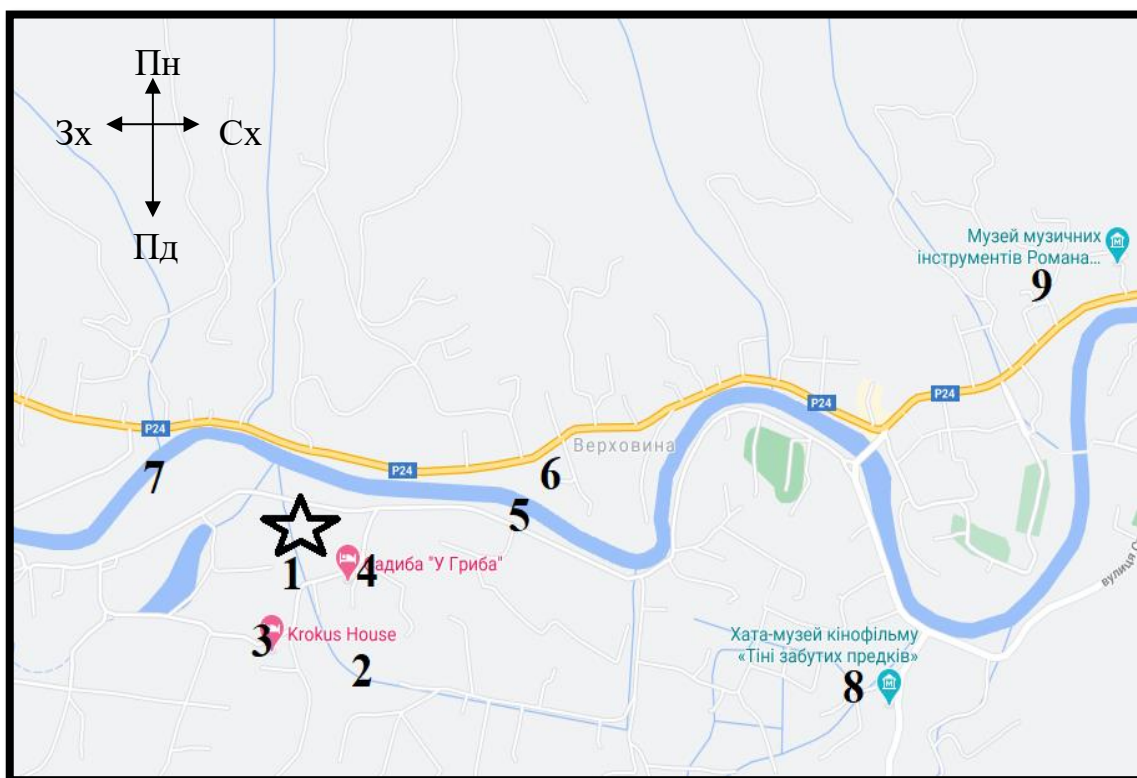 Пн
Зх
Сх
Пд
Музей музичних
інструментів Романа...
9
P24
P24
P24
P24
Верховина
6
7
5
1
4
адиба "У Гриба"
3
Krokus House
2
Хата-музей кінофільму
«Тіні забутих предків»
8
вулиця